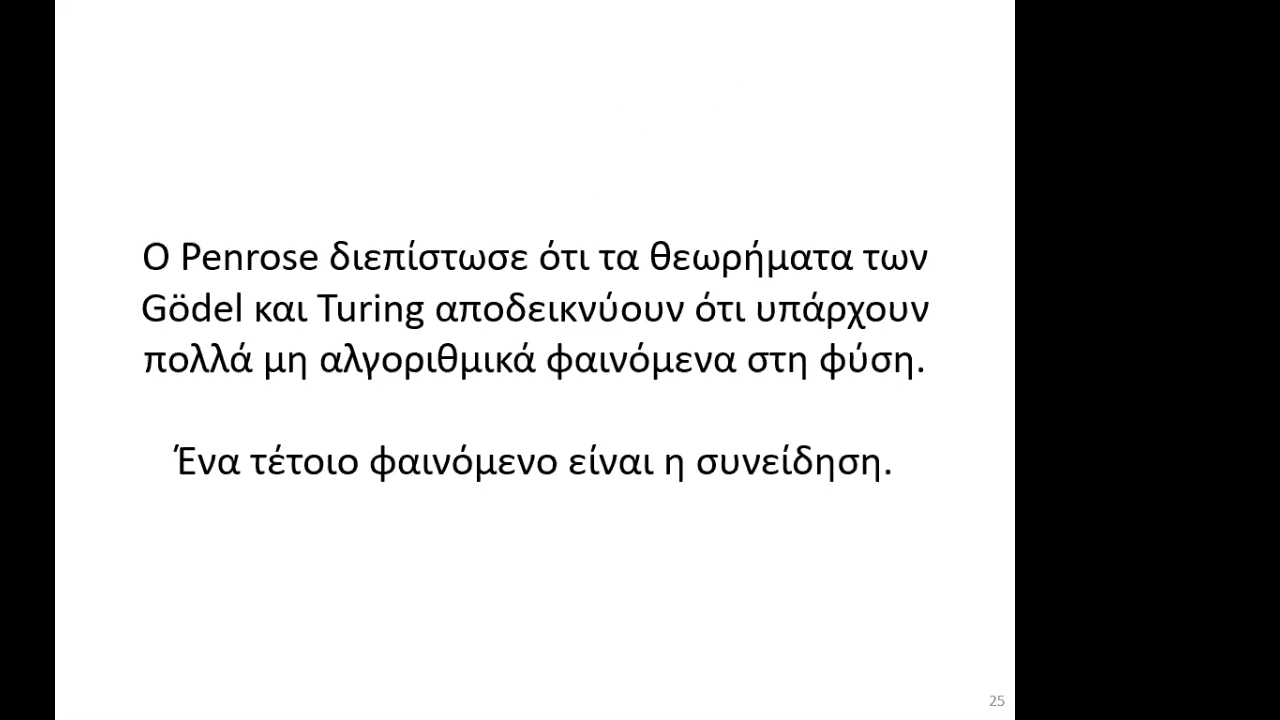 Ο Penrose διεπίστωσε ότι τα θεωρήματα των
Gödel και Turing αποδεικνύουν ότι υπάρχουν
πολλά μη αλγοριθμικά φαινόμενα στη φύση.
Ένα τέτοιο φαινόμενο είναι η συνείδηση.
25